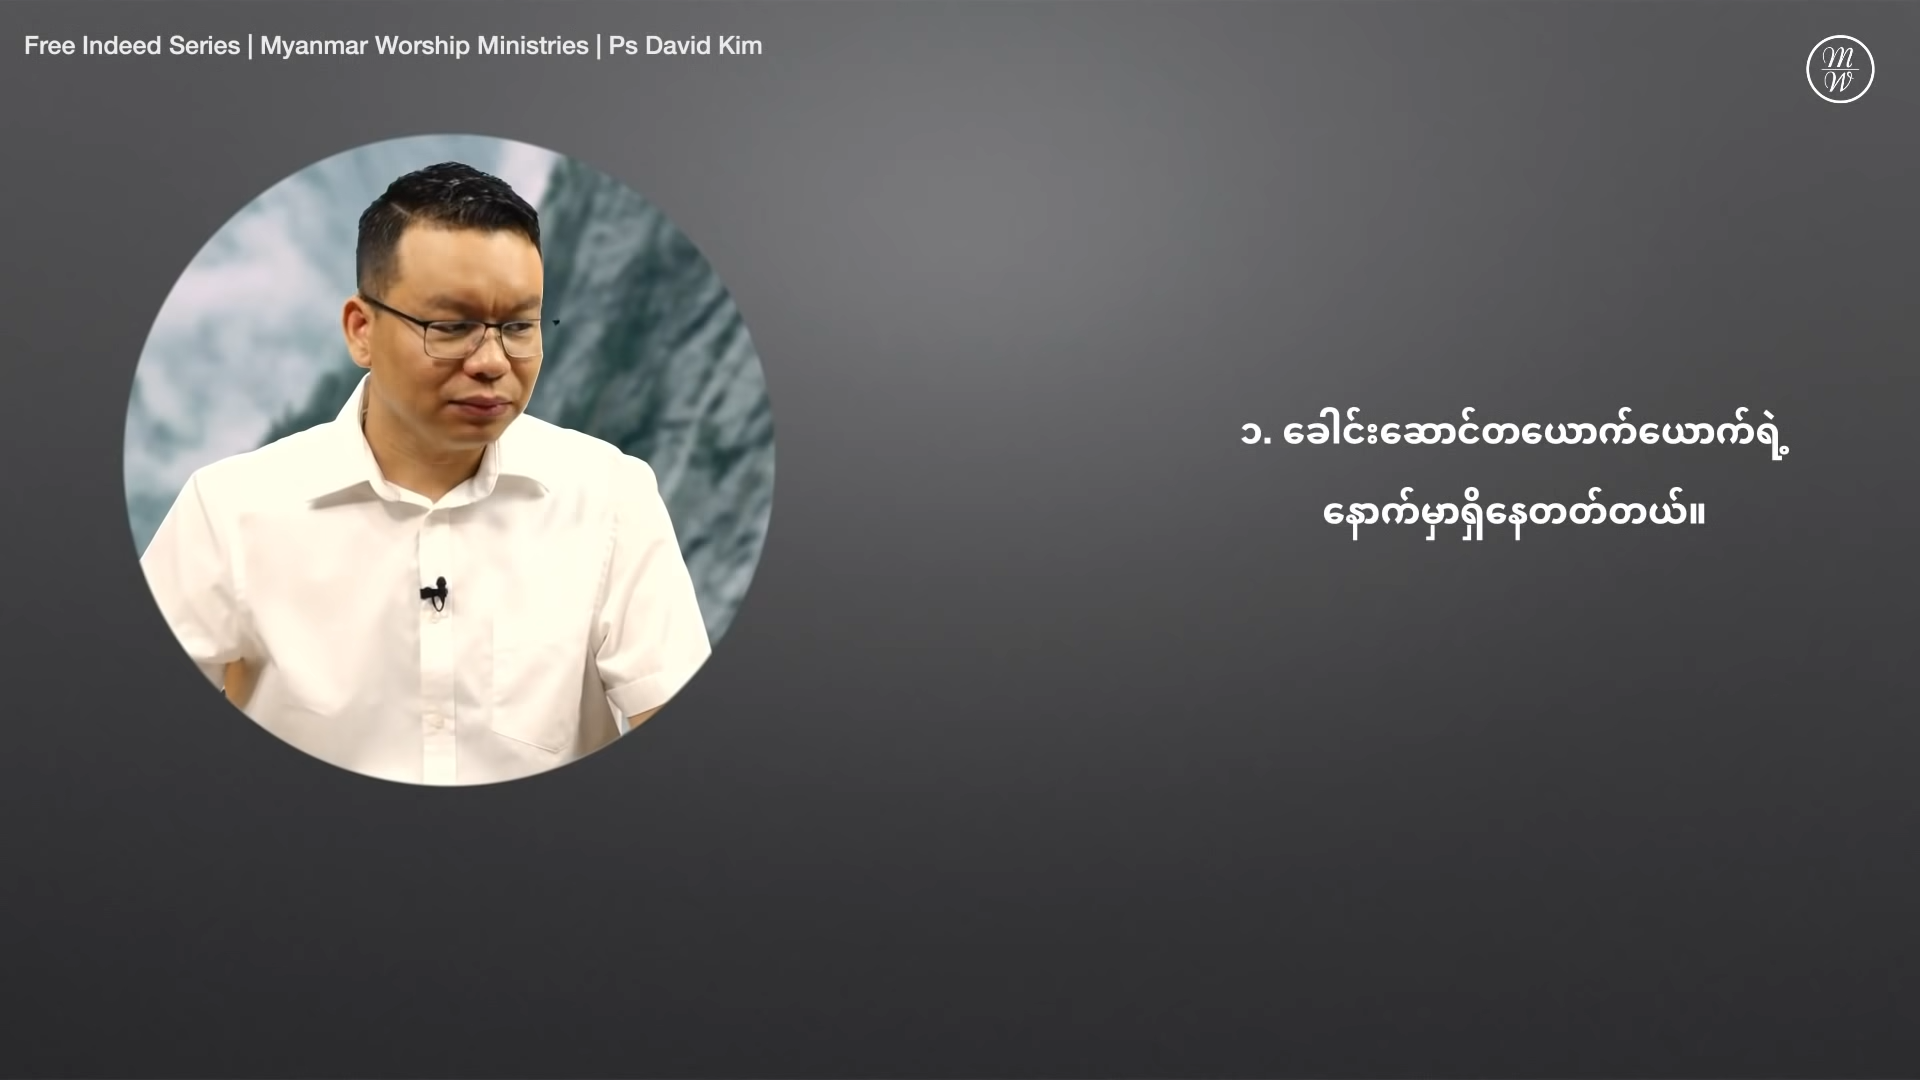 Free Indeed Series | Myanmar Worship Ministries | Ps David Kim
M
W
၁. ခေါင်းဆောင်တယောက်ယောက်ရဲ့
နောက်မှာရှိနေတတ်တယ်။